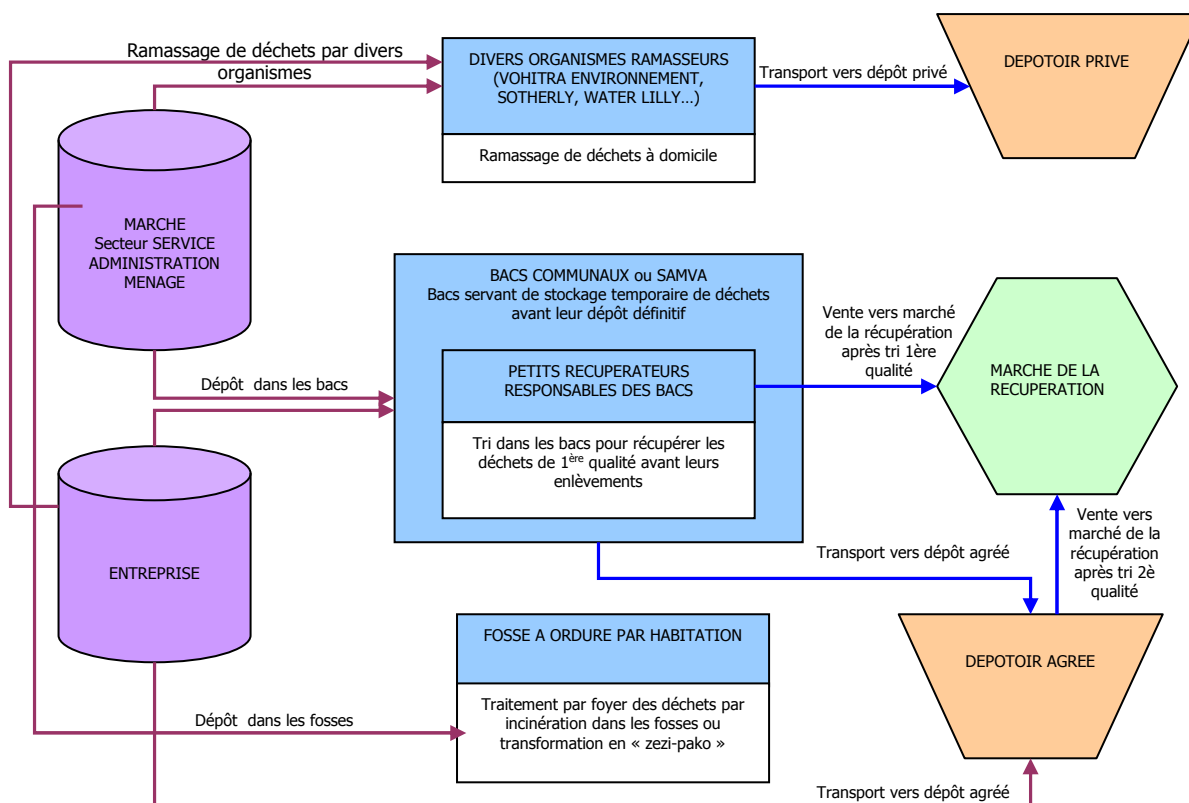 Ramassage de déchets par divers
organismes
DIVERS ORGANISMES RAMASSEURS
(VOHITRA ENVIRONNEMENT,
SOTHERLY, WATER LILLY…)
Ramassage de déchets à domicile
Transport vers dépôt privé
DEPOTOIR PRIVE
MARCHE
Secteur SERVICE
ADMINISTRATION
MENAGE
BACS COMMUNAUX ou SAMVA
Bacs servant de stockage temporaire de déchets
avant leur dépôt définitif
PETITS RECUPERATEURS
RESPONSABLES DES BACS
Tri dans les bacs pour récupérer les
déchets de 1ère qualité avant leurs
enlèvements
Vente vers marché
de la récupération
après tri 1ère
qualité
MARCHE DE LA
RECUPERATION
Dépôt dans les bacs
ENTREPRISE
Transport vers dépôt agréé
Vente vers
marché de la
récupération
après tri 2è
qualité
FOSSE A ORDURE PAR HABITATION
Traitement par foyer des déchets par
incinération dans les fosses ou
transformation en « zezi-pako »
Dépôt dans les fosses
DEPOTOIR AGREE
Transport vers dépôt agréé